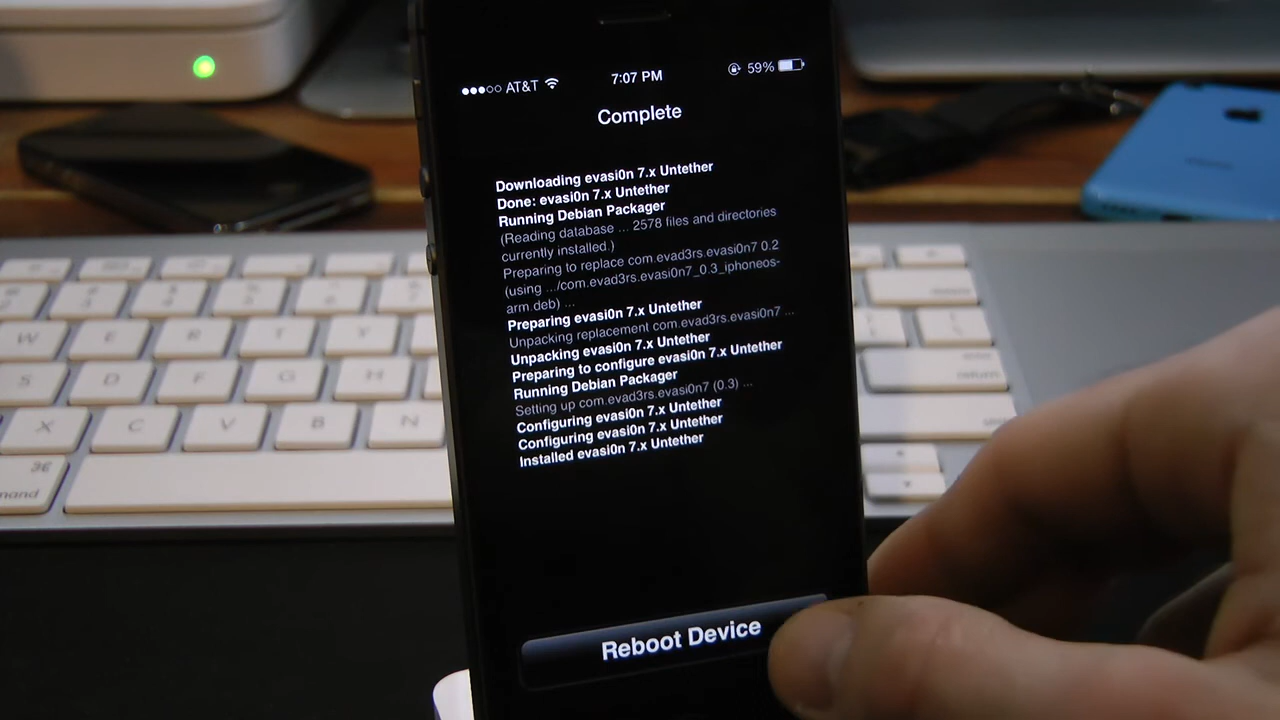 AT&T 7:07 PM 59%
Complete
Downloading evasi0n 7.x Untether
Done: evasi0n 7.x Untether
Running Debian Packager
(Reading database ... 2578 files and directories
currently installed.)
Preparing to replace com.evad3rs.evasi0n7 0.2
(using .../com.evad3rs.evasi0n7_0.3_iphoneos-
arm.deb) ...
Preparing evasi0n 7.x Untether
Unpacking replacement com.evad3rs.evasi0n7 ...
Unpacking evasi0n 7.x Untether
Preparing to configure evasi0n 7.x Untether
Running Debian Packager
Setting up com.evad3rs.evasi0n7 (0.3) ...
Configuring evasi0n 7.x Untether
Configuring evasi0n 7.x Untether
Installed evasi0n 7.x Untether
Reboot Device
W E R T Y
S D F G H return
X C V B N
⌘
mand